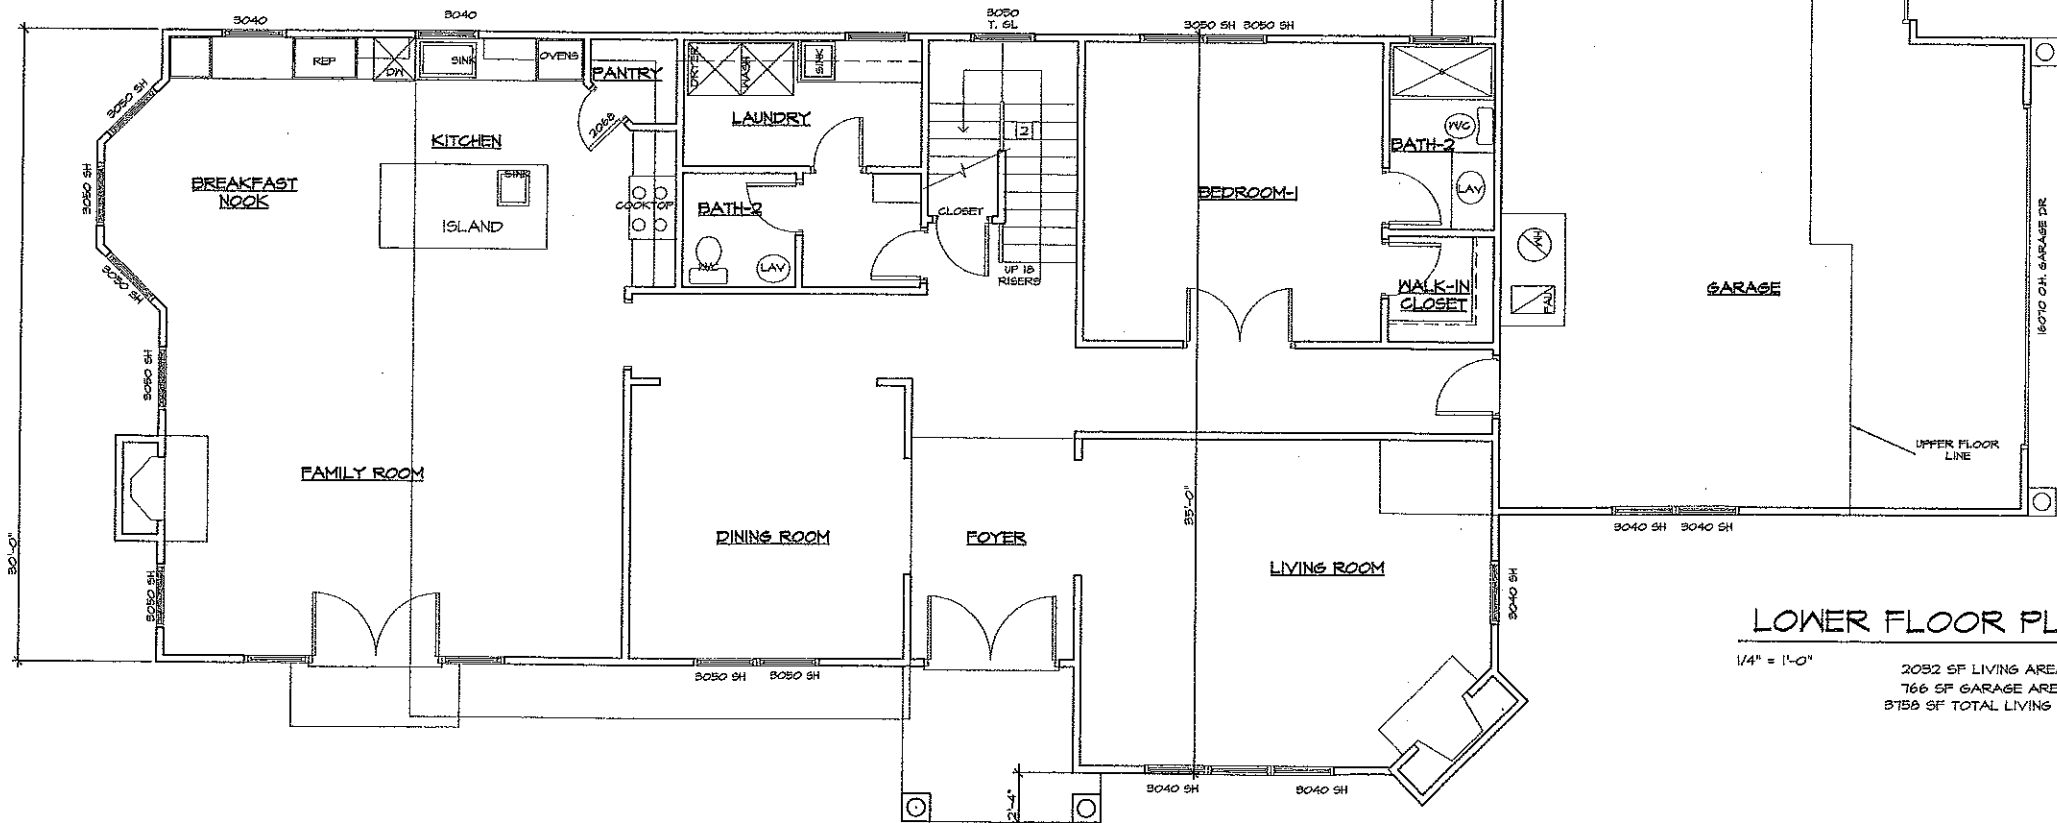 3040
3040
3050
T. GL
3050 SH 3050 SH
REP
DW
SINK
OVENS
PANTRY
DRYER
WASH
SINK
3050 SH
2068
LAUNDRY
KITCHEN
12
W/C
BATH-2
3050 SH
BREAKFAST
NOOK
SINK
ISLAND
COOKTOP
BATH-2
CLOSET
BEDROOM-1
LAV
16070 O.H. GARAGE DR
W/C
LAV
UP 18
RISERS
HW
3050 SH
WALK-IN
CLOSET
FAU
GARAGE
3050 SH
UPPER FLOOR
LINE
FAMILY ROOM
35'-0"
30'-0"
DINING ROOM
FOYER
LIVING ROOM
3040 SH 3040 SH
3050 SH
3040 SH
3050 SH 3050 SH
LOWER FLOOR PL
1/4" = 1'-0"
2032 SF LIVING AREA
766 SF GARAGE ARE
3758 SF TOTAL LIVING
3040 SH
3040 SH
2'-4"